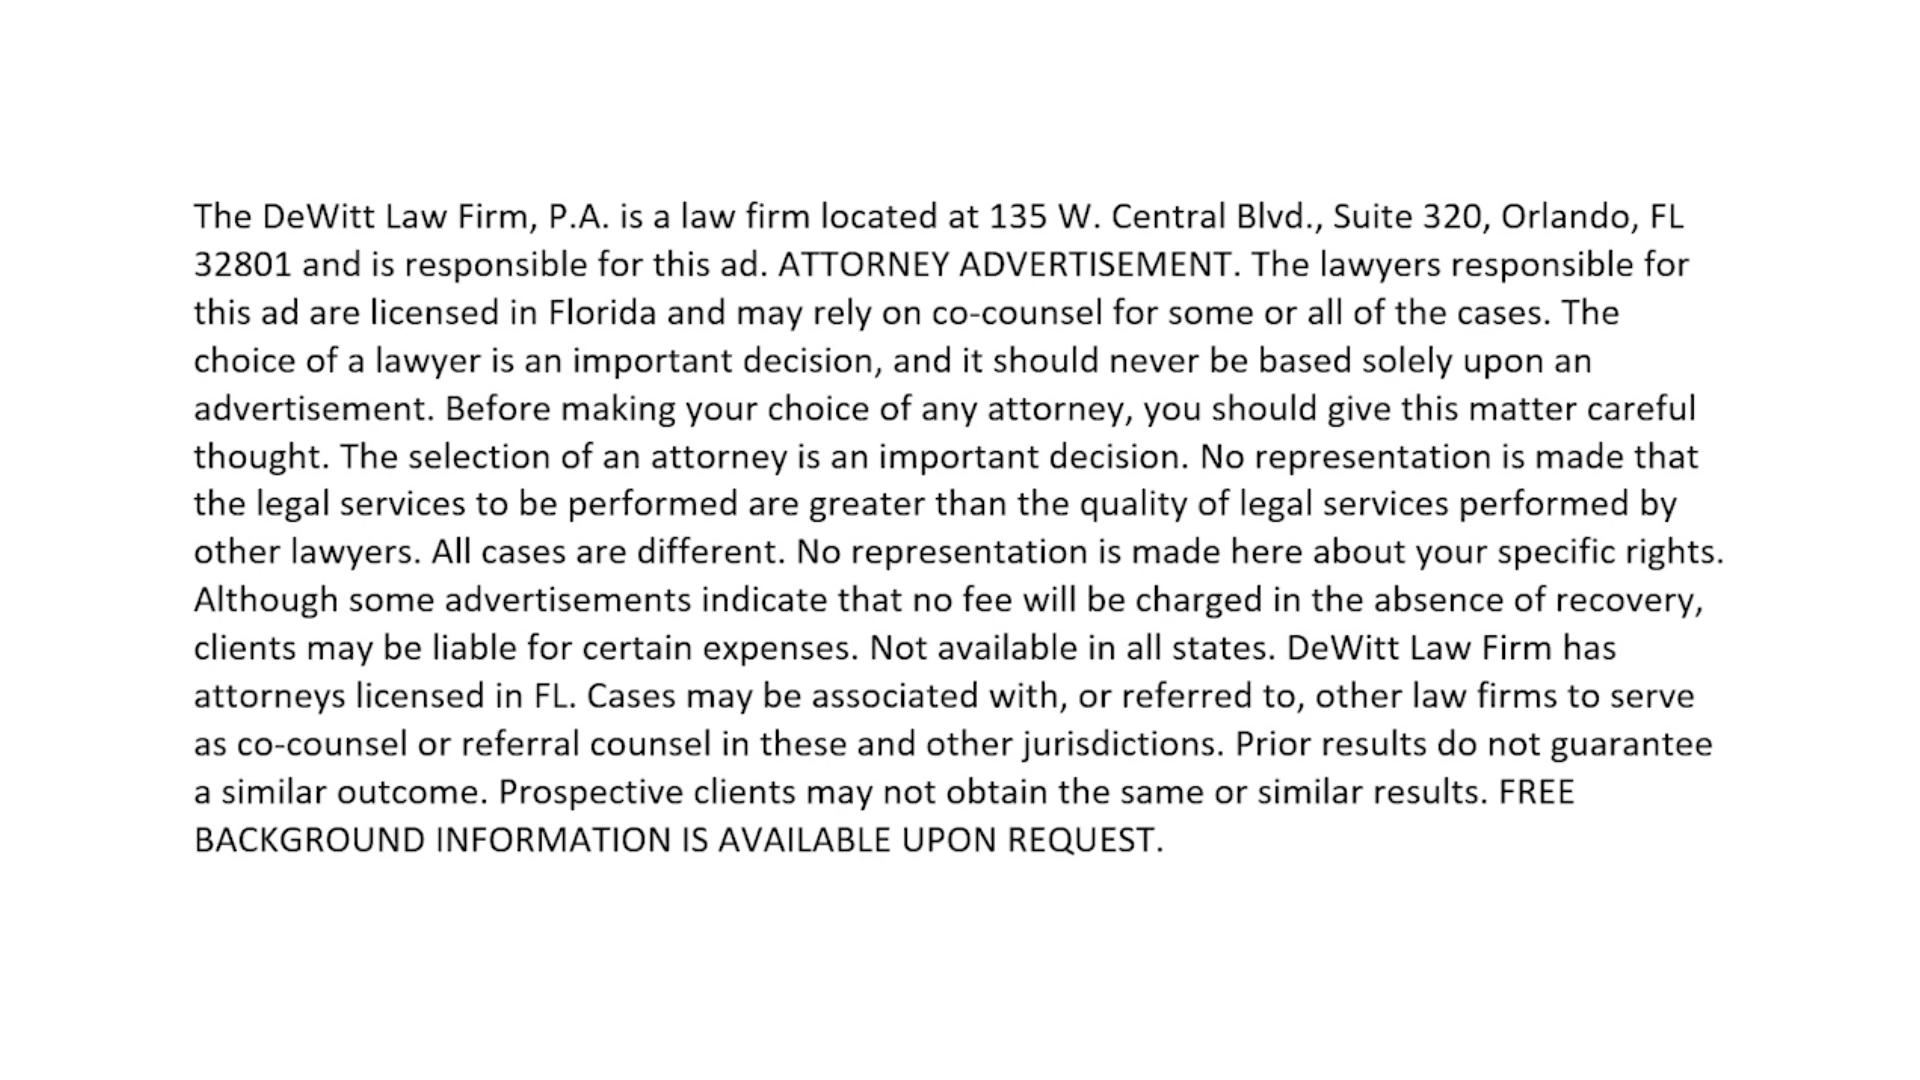 The DeWitt Law Firm, P.A. is a law firm located at 135 W. Central Blvd., Suite 320, Orlando, FL
32801 and is responsible for this ad. ATTORNEY ADVERTISEMENT. The lawyers responsible for
this ad are licensed in Florida and may rely on co-counsel for some or all of the cases. The
choice of a lawyer is an important decision, and it should never be based solely upon an
advertisement. Before making your choice of any attorney, you should give this matter careful
thought. The selection of an attorney is an important decision. No representation is made that
the legal services to be performed are greater than the quality of legal services performed by
other lawyers. All cases are different. No representation is made here about your specific rights.
Although some advertisements indicate that no fee will be charged in the absence of recovery,
clients may be liable for certain expenses. Not available in all states. DeWitt Law Firm has
attorneys licensed in FL. Cases may be associated with, or referred to, other law firms to serve
as co-counsel or referral counsel in these and other jurisdictions. Prior results do not guarantee
a similar outcome. Prospective clients may not obtain the same or similar results. FREE
BACKGROUND INFORMATION IS AVAILABLE UPON REQUEST.